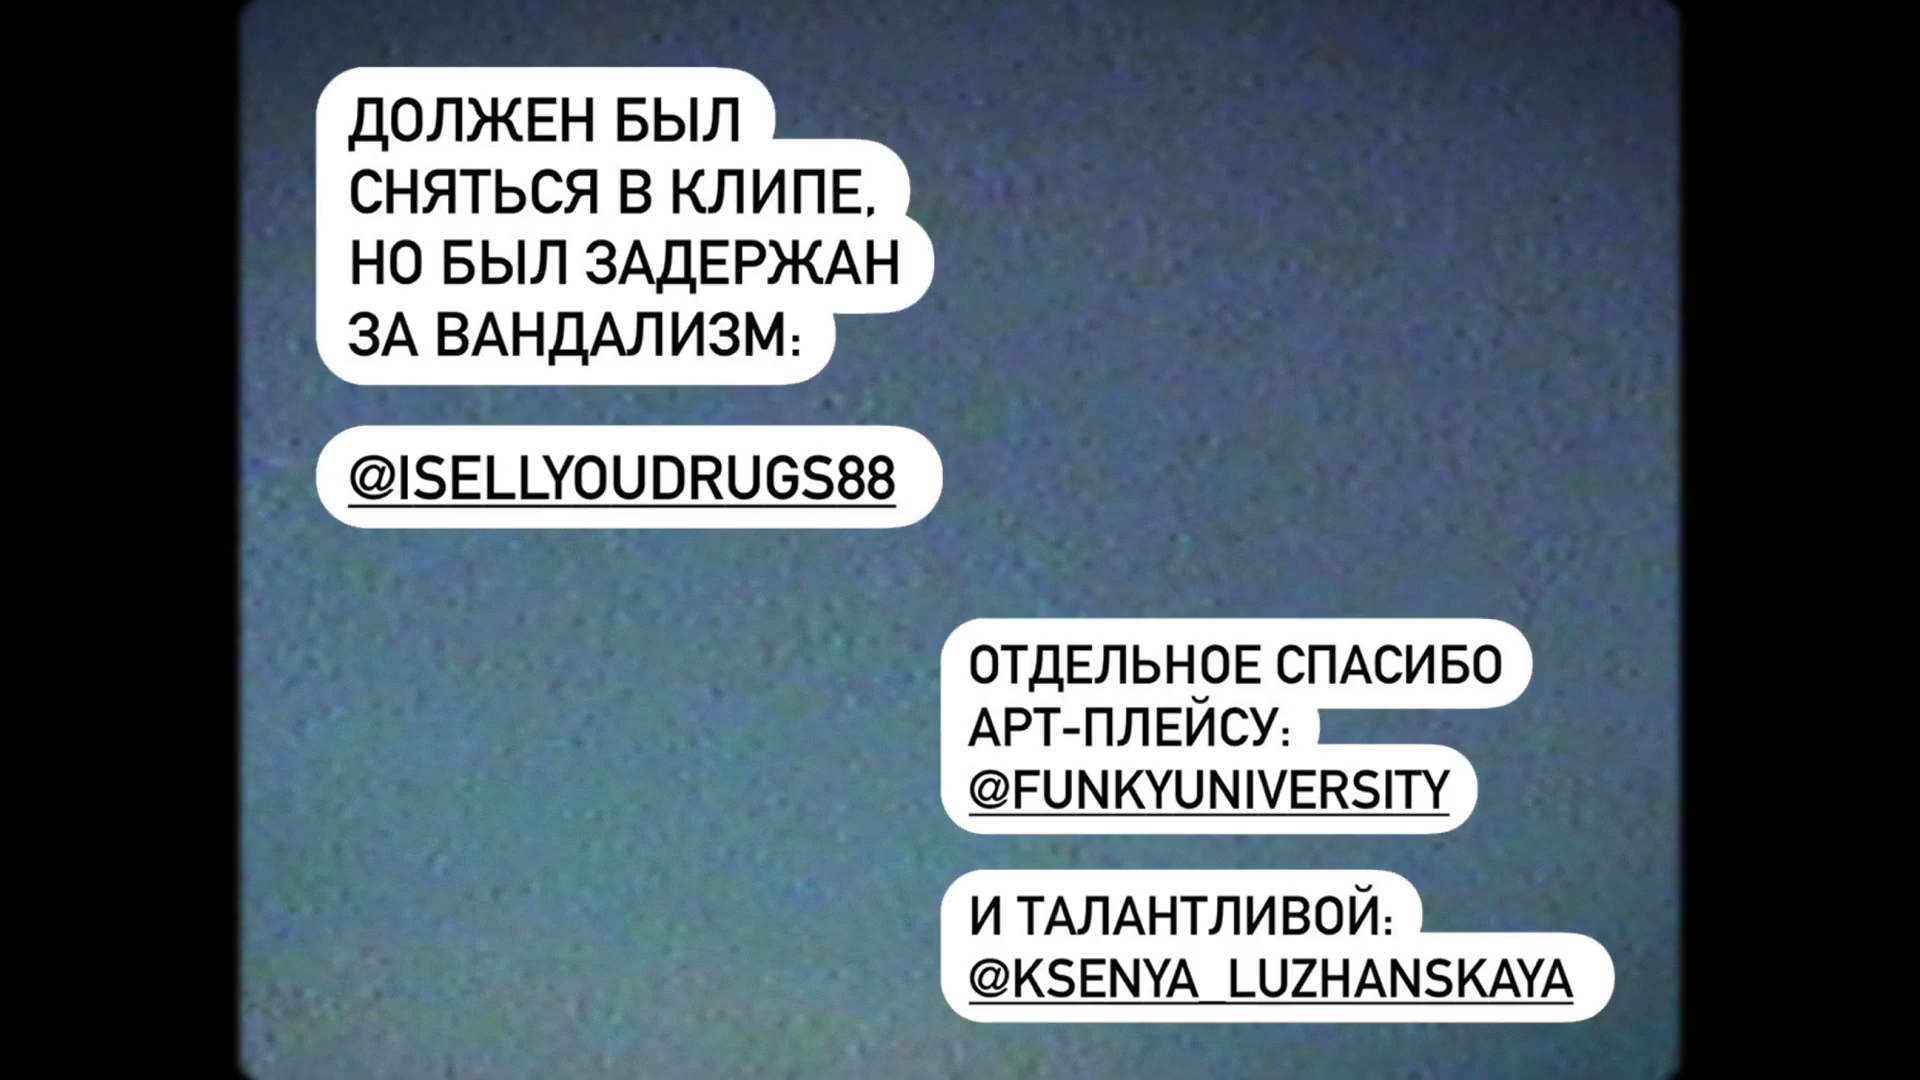 ДОЛЖЕН БЫЛ
СНЯТЬСЯ В КЛИПЕ,
НО БЫЛ ЗАДЕРЖАН
ЗА ВАНДАЛИЗМ:
@ISELLYOUDRUGS88
ОТДЕЛЬНОЕ СПАСИБО
АРТ-ПЛЕЙСУ:
@FUNKYUNIVERSITY
И ТАЛАНТЛИВОЙ:
@KSENYA_LUZHANSKAYA